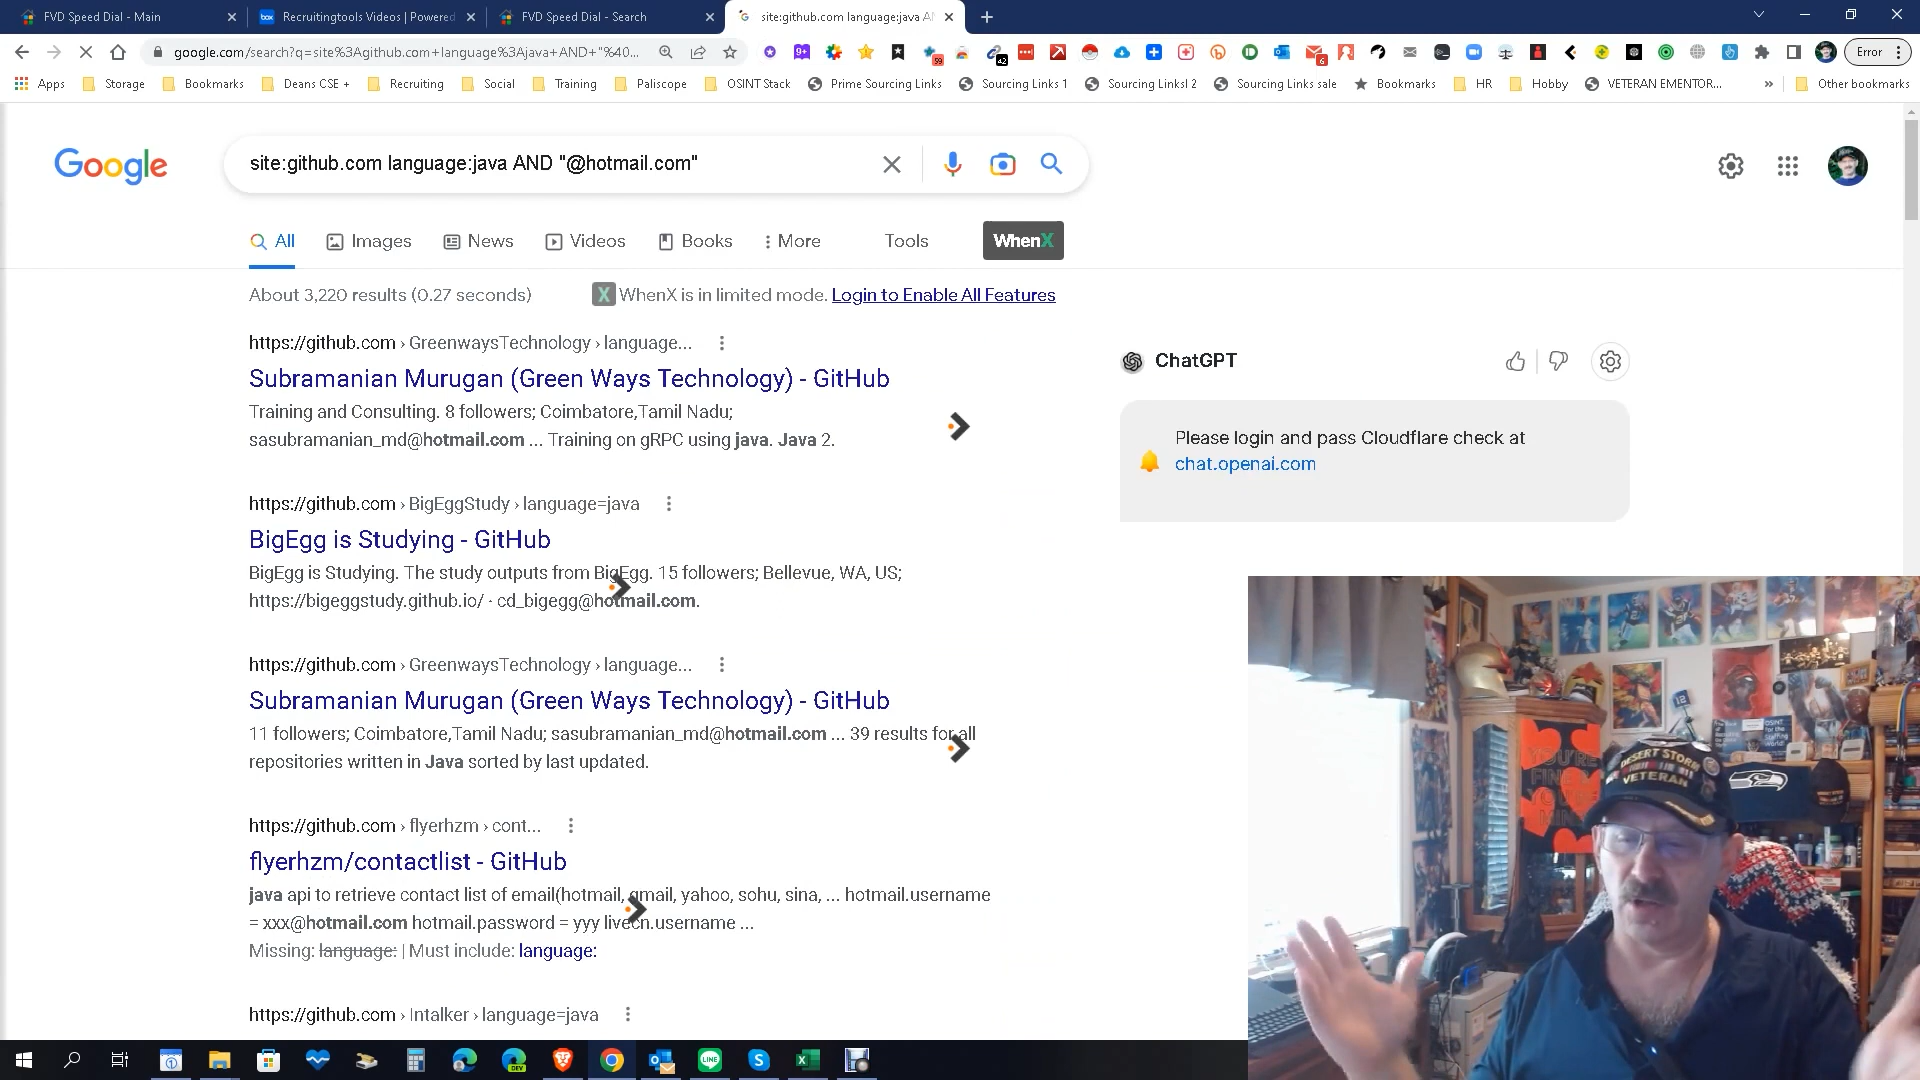 FVD Speed Dial - Main
Recruitingtools Videos | Powered
FVD Speed Dial - Search
site:github.com language:java A
google.com/search?q=site%3Agithub.com+language%3Ajava+AND+"%40...
Error
Apps
Storage
Bookmarks
Deans CSE +
Recruiting
Social
Training
Paliscope
OSINT Stack
Prime Sourcing Links
Sourcing Links 1
Sourcing Linksl 2
Sourcing Links sale
Bookmarks
HR
Hobby
VETERAN EMENTOR...
Other bookmarks
Google
site:github.com language:java AND "@hotmail.com"
All
Images
News
Videos
Books
More
Tools
WhenX
About 3,220 results (0.27 seconds)
X WhenX is in limited mode. Login to Enable All Features
https://github.com › GreenwaysTechnology › language...
Subramanian Murugan (Green Ways Technology) - GitHub
Training and Consulting. 8 followers; Coimbatore,Tamil Nadu;
sasubramanian_md@hotmail.com ... Training on gRPC using java. Java 2.
https://github.com › BigEggStudy › language=java
BigEgg is Studying - GitHub
BigEgg is Studying. The study outputs from BigEgg. 15 followers; Bellevue, WA, US;
https://bigeggstudy.github.io/ · cd_bigegg@hotmail.com.
https://github.com › GreenwaysTechnology › language...
Subramanian Murugan (Green Ways Technology) - GitHub
11 followers; Coimbatore,Tamil Nadu; sasubramanian_md@hotmail.com ... 39 results for all
repositories written in Java sorted by last updated.
https://github.com › flyerhzm › cont...
flyerhzm/contactlist - GitHub
java api to retrieve contact list of email(hotmail, gmail, yahoo, sohu, sina, ... hotmail.username
= xxx@hotmail.com hotmail.password = yyy livecn.username ...
Missing: language: | Must include: language:
https://github.com › Intalker › language=java
ChatGPT
Please login and pass Cloudflare check at
chat.openai.com
DESERT STORM
VETERAN